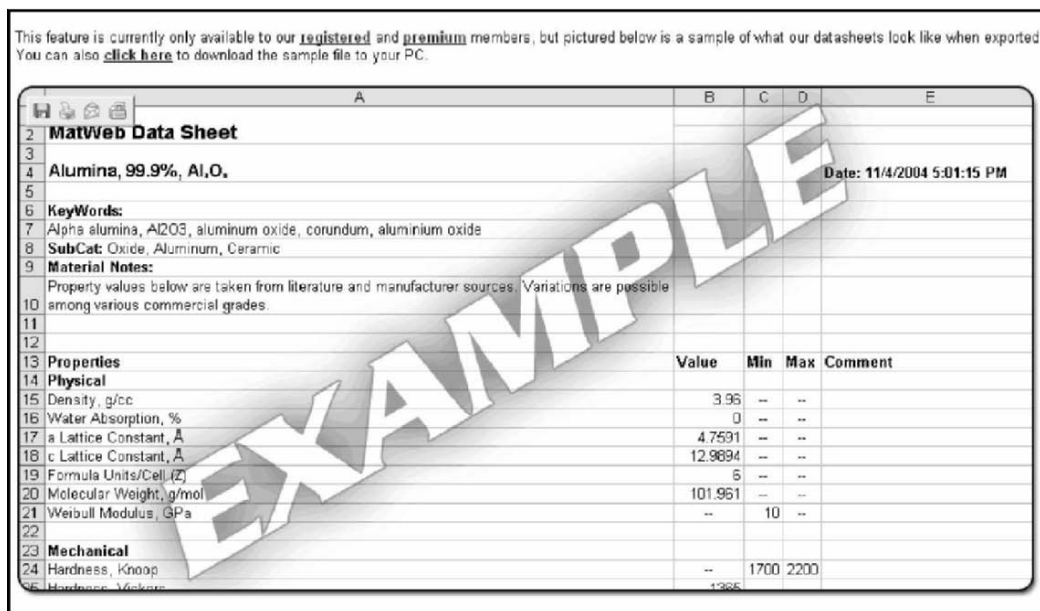 This feature is currently only available to our registered and premium members, but pictured below is a sample of what our datasheets look like when exported
You can also click here to download the sample file to your PC.
A B C D E
2 MatWeb Data Sheet
3
4 Alumina, 99.9%, Al₂O₃ Date: 11/4/2004 5:01:15 PM
5
6 KeyWords:
7 Alpha alumina, Al2O3, aluminum oxide, corundum, aluminium oxide
8 SubCat: Oxide, Aluminum, Ceramic
9 Material Notes:
Property values below are taken from literature and manufacturer sources. Variations are possible
10 among various commercial grades.
11
12
13 Properties Value Min Max Comment
14 Physical
15 Density, g/cc 3.96 -- --
16 Water Absorption, % 0 -- --
17 a Lattice Constant, Å 4.7591 -- --
18 c Lattice Constant, Å 12.9894 -- --
19 Formula Units/Cell (Z) 6 -- --
20 Molecular Weight, g/mol 101.961 -- --
21 Weibull Modulus, GPa -- 10 --
22
23 Mechanical
24 Hardness, Knoop -- 1700 2200
25 Hardness, Vickers 1365
EXAMPLE